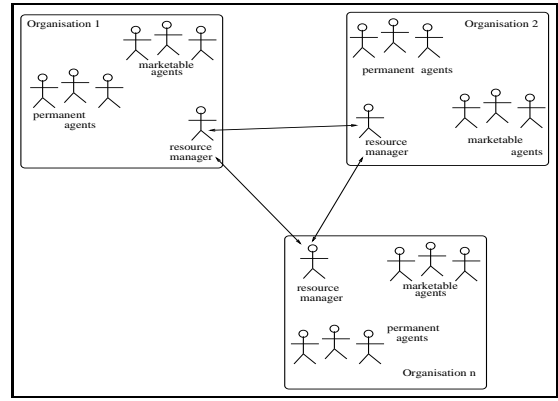 Organisation 1
marketable
agents
permanent
agents
resource
manager
Organisation 2
permanent agents
resource
manager
marketable
agents
resource
manager
marketable
agents
permanent
agents
Organisation n